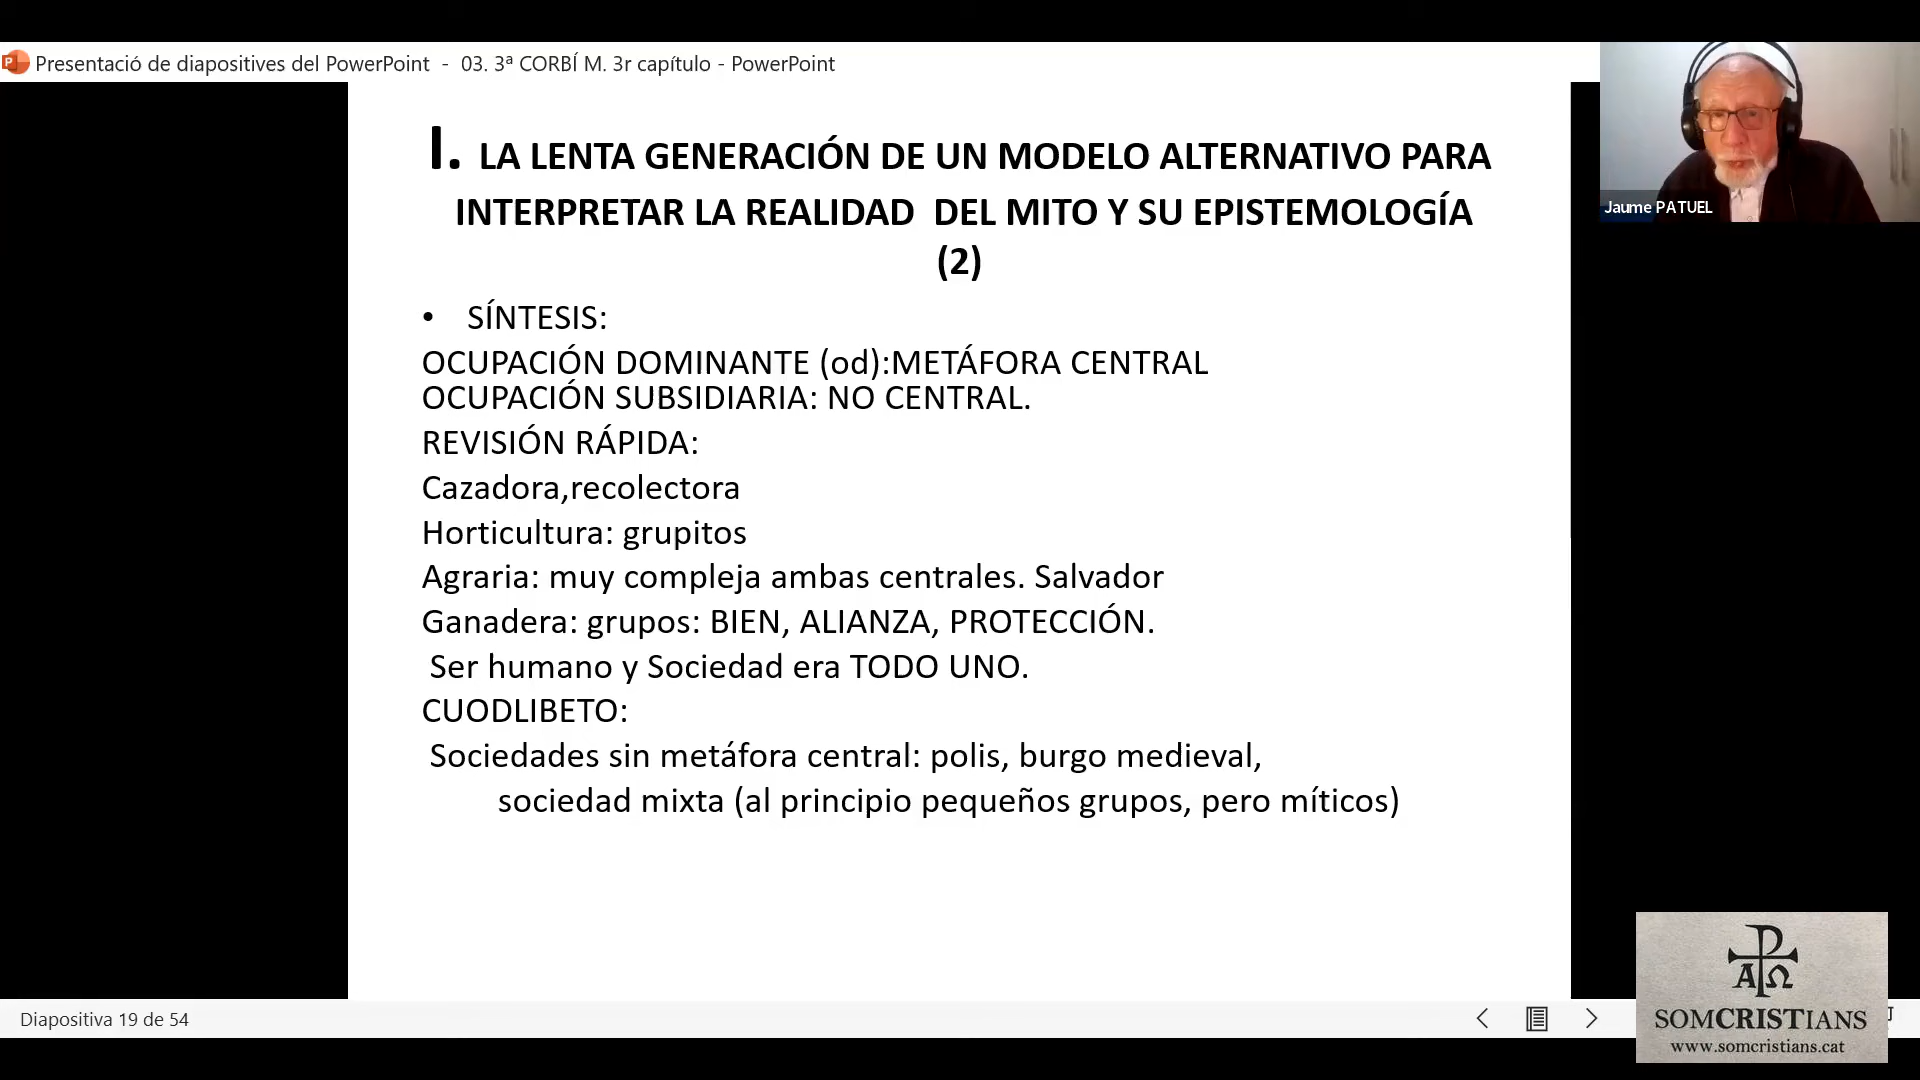 Presentació de diapositives del PowerPoint - 03. 3ª CORBÍ M. 3r capítulo - PowerPoint
Jaume PATUEL
I. LA LENTA GENERACIÓN DE UN MODELO ALTERNATIVO PARA
INTERPRETAR LA REALIDAD DEL MITO Y SU EPISTEMOLOGÍA
(2)
• SÍNTESIS:
OCUPACIÓN DOMINANTE (od):METÁFORA CENTRAL
OCUPACIÓN SUBSIDIARIA: NO CENTRAL.
REVISIÓN RÁPIDA:
Cazadora,recolectora
Horticultura: grupitos
Agraria: muy compleja ambas centrales. Salvador
Ganadera: grupos: BIEN, ALIANZA, PROTECCIÓN.
Ser humano y Sociedad era TODO UNO.
CUODLIBETO:
Sociedades sin metáfora central: polis, burgo medieval,
sociedad mixta (al principio pequeños grupos, pero míticos)
Diapositiva 19 de 54
SOMCRISTIANS
www.somcristians.cat